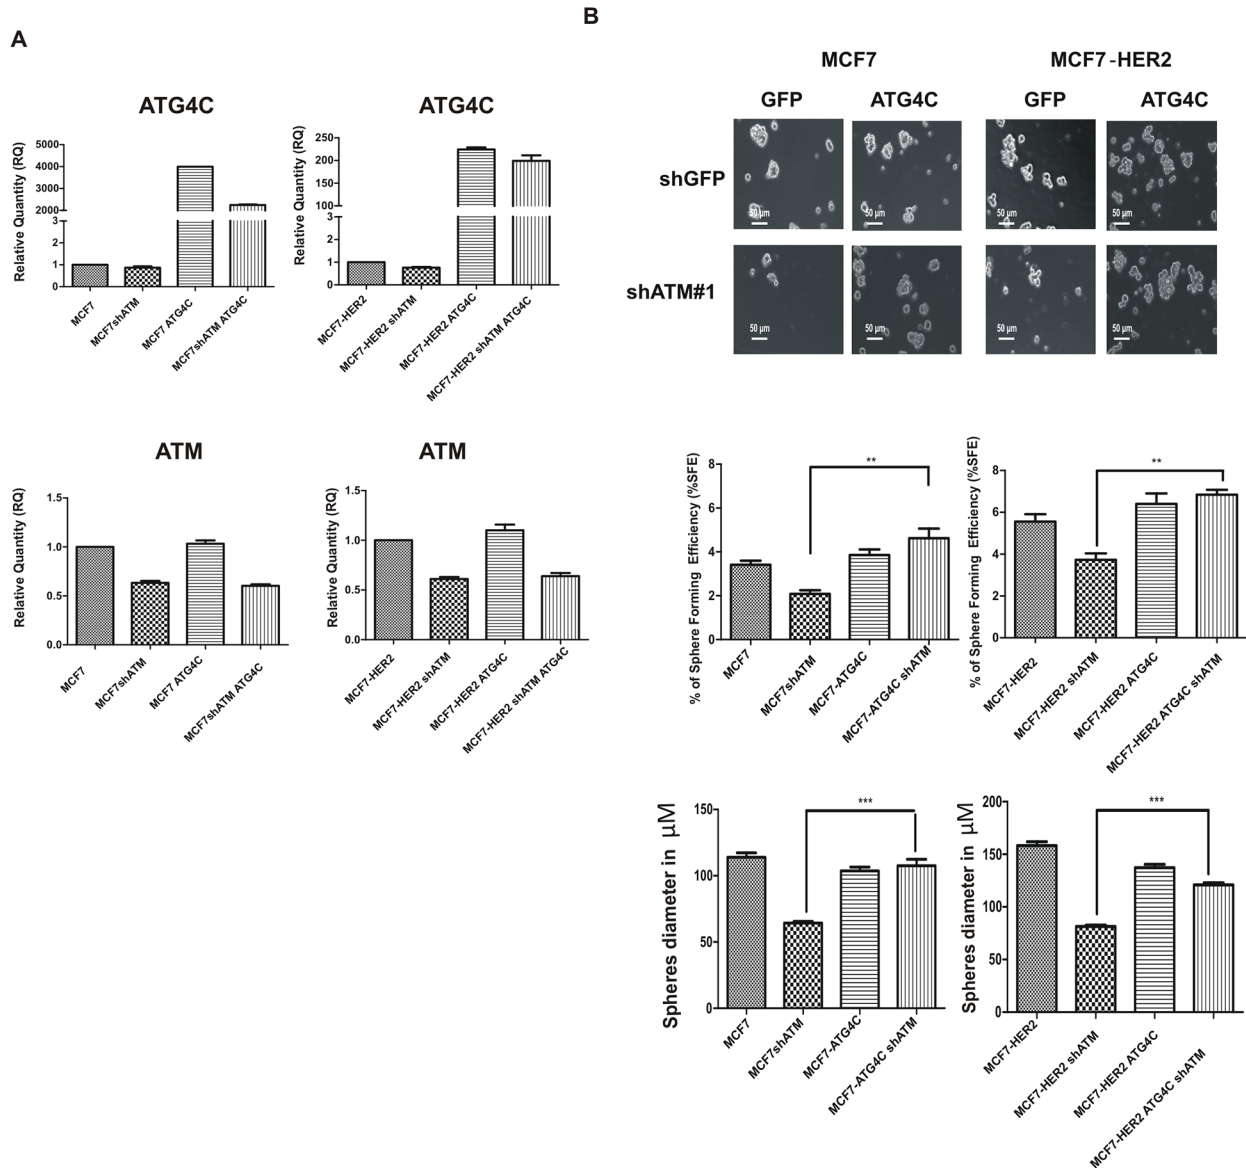 A
ATG4C
Relative Quantity (RQ)
5000
4000
3000
2000
3
2
1
0
MCF7
MCF7shATM
MCF7 ATG4C
MCF7shATM ATG4C
ATG4C
Relative Quantity (RQ)
250
200
150
100
3
2
1
0
MCF7-HER2
MCF7-HER2 shATM
MCF7-HER2 ATG4C
MCF7-HER2 shATM ATG4C
ATM
Relative Quantity (RQ)
1.5
1.0
0.5
0.0
MCF7
MCF7shATM
MCF7 ATG4C
MCF7shATM ATG4C
ATM
Relative Quantity (RQ)
1.5
1.0
0.5
0.0
MCF7-HER2
MCF7-HER2 shATM
MCF7-HER2 ATG4C
MCF7-HER2 shATM ATG4C
B
MCF7
MCF7-HER2
GFP
ATG4C
GFP
ATG4C
shGFP
50 µm
50 µm
50 µm
50 µm
shATM#1
50 µm
50 µm
50 µm
50 µm
% of Sphere Forming Efficiency (%SFE)
8
6
4
2
0
**
MCF7
MCF7shATM
MCF7-ATG4C
MCF7-ATG4C shATM
% of Sphere Forming Efficiency (%SFE)
8
6
4
2
0
**
MCF7-HER2
MCF7-HER2 shATM
MCF7-HER2 ATG4C
MCF7-HER2 ATG4C shATM
Spheres diameter in µM
150
100
50
0
***
MCF7
MCF7shATM
MCF7-ATG4C
MCF7-ATG4C shATM
Spheres diameter in µM
200
150
100
50
0
***
MCF7-HER2
MCF7-HER2 shATM
MCF7-HER2 ATG4C
MCF7-HER2 ATG4C shATM